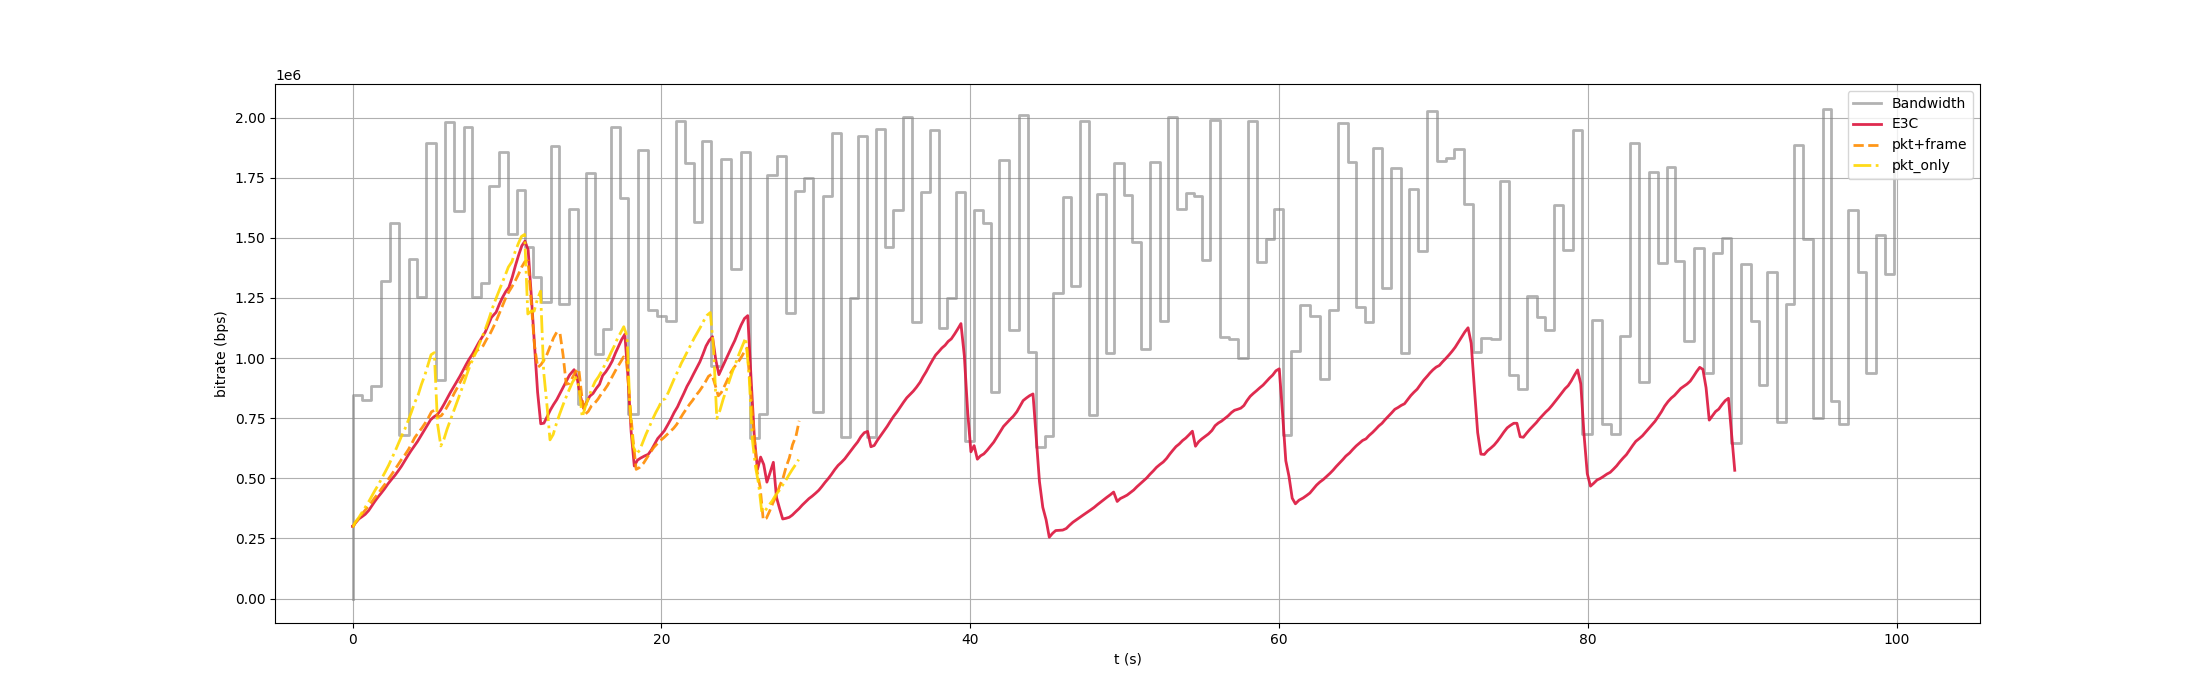 1e6
2.00
1.75
1.50
1.25
1.00
0.75
0.50
0.25
0.00
bitrate (bps)
0 20 40 60 80 100
t (s)
Bandwidth
E3C
pkt+frame
pkt_only